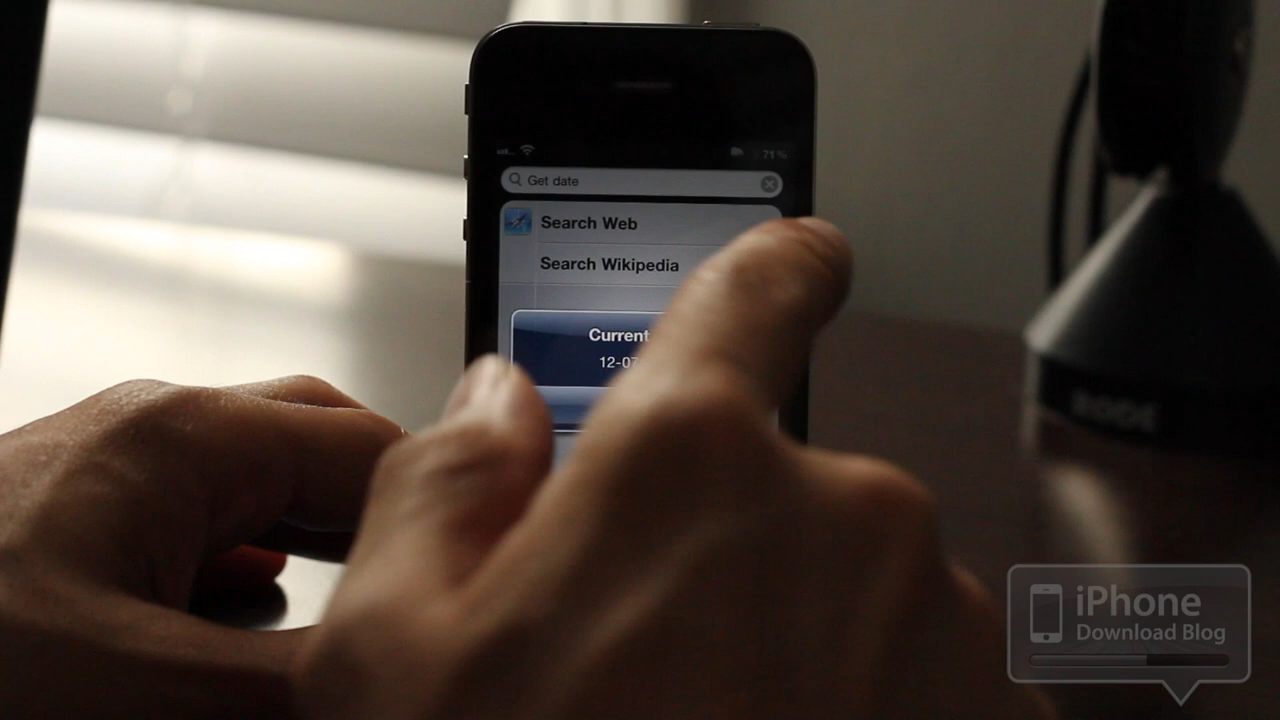 71%
Get date
Search Web
Search Wikipedia
Current
12-07
RODE
iPhone
Download Blog